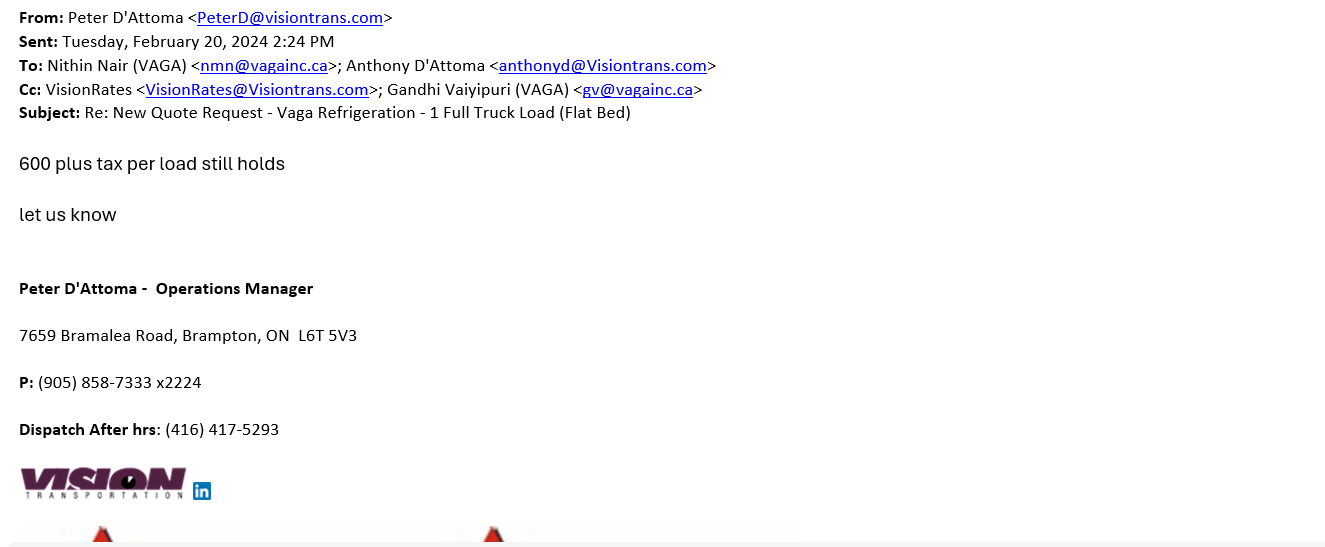 From: Peter D'Attoma <PeterD@visiontrans.com>
Sent: Tuesday, February 20, 2024 2:24 PM
To: Nithin Nair (VAGA) <nmn@vagainc.ca>; Anthony D'Attoma <anthonyd@Visiontrans.com>
Cc: VisionRates <VisionRates@Visiontrans.com>; Gandhi Vaiyipuri (VAGA) <gv@vagainc.ca>
Subject: Re: New Quote Request - Vaga Refrigeration - 1 Full Truck Load (Flat Bed)
600 plus tax per load still holds
let us know
Peter D'Attoma -  Operations Manager
7659 Bramalea Road, Brampton, ON  L6T 5V3
P: (905) 858-7333 x2224
Dispatch After hrs: (416) 417-5293
VISION
TRANSPORTATION in